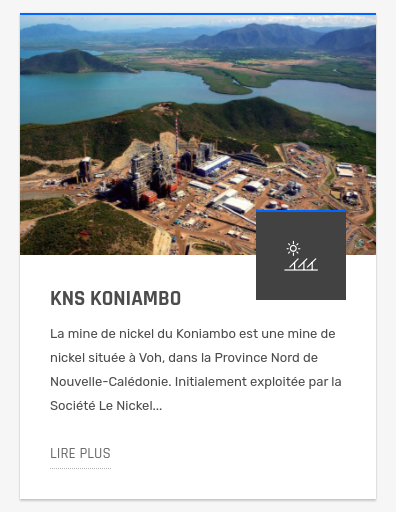 KNS KONIAMBO
La mine de nickel du Koniambo est une mine de
nickel située à Voh, dans la Province Nord de
Nouvelle-Calédonie. Initialement exploitée par la
Société Le Nickel...
LIRE PLUS